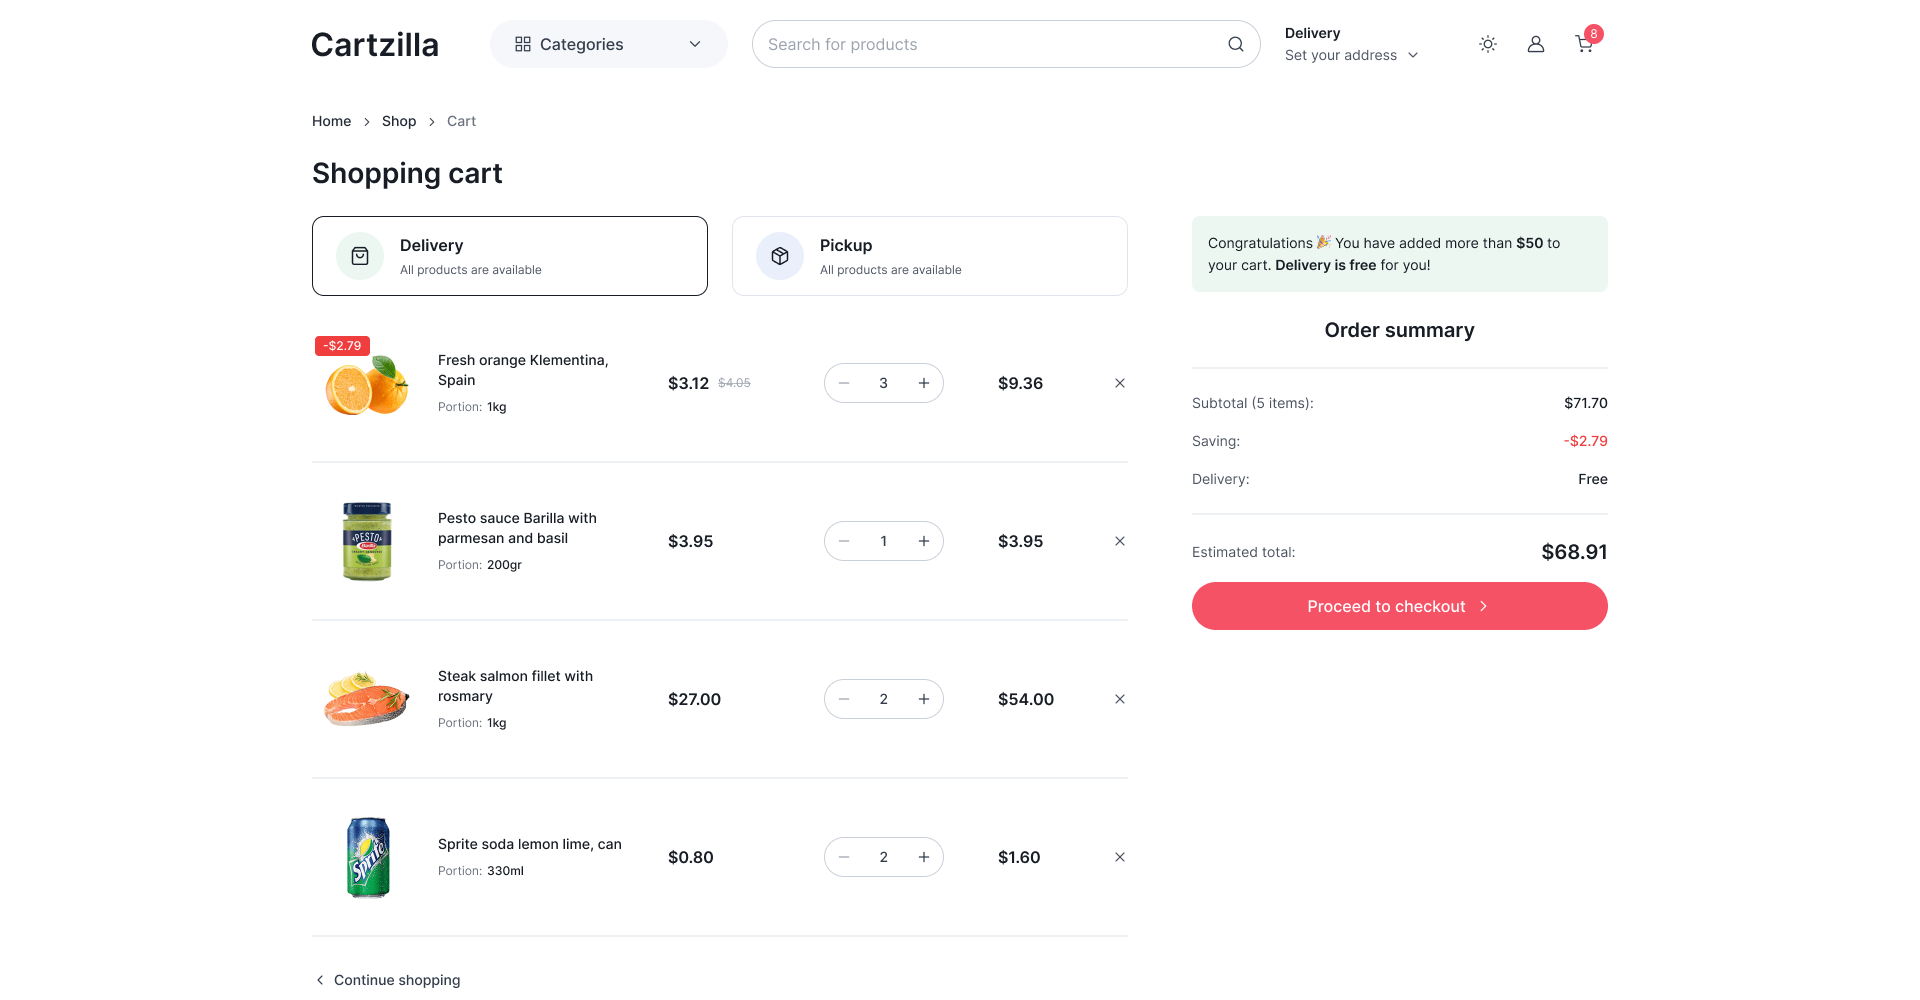 Cartzilla
Categories
Search for products
Delivery
Set your address
8
Home
Shop
Cart
Shopping cart
Delivery
All products are available
Pickup
All products are available
-$2.79
Fresh orange Klementina,
Spain
Portion: 1kg
$3.12 $4.05
3
$9.36
PESTO
Barilla
Pesto sauce Barilla with
parmesan and basil
Portion: 200gr
$3.95
1
$3.95
Steak salmon fillet with
rosmary
Portion: 1kg
$27.00
2
$54.00
Sprite
Sprite soda lemon lime, can
Portion: 330ml
$0.80
2
$1.60
Continue shopping
Congratulations 🎉 You have added more than $50 to
your cart. Delivery is free for you!
Order summary
Subtotal (5 items): $71.70
Saving: -$2.79
Delivery: Free
Estimated total: $68.91
Proceed to checkout